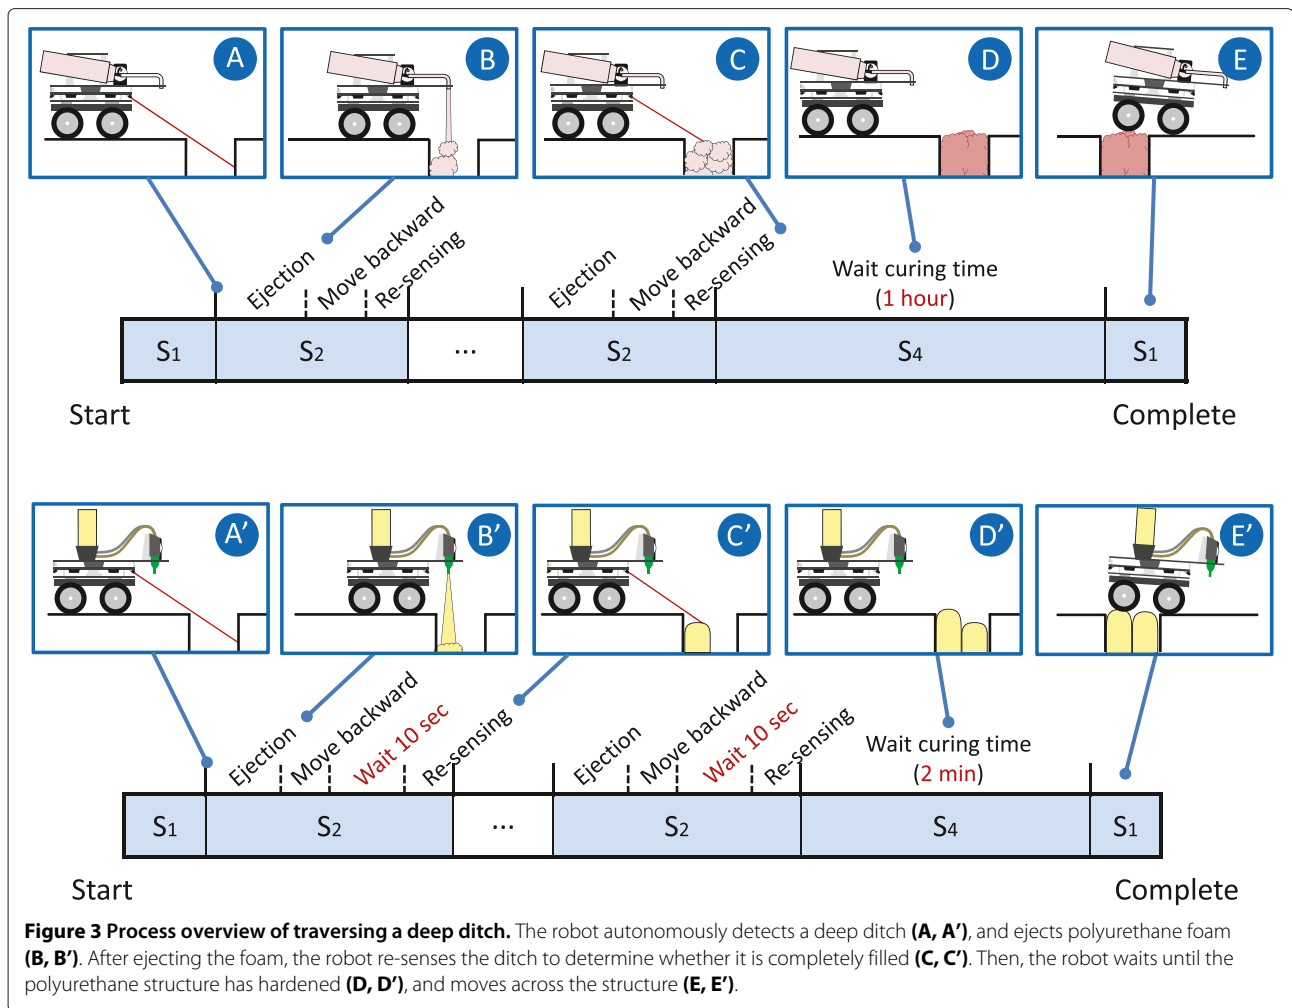 A
B
C
D
E
Ejection
Move backward
Re-sensing
Ejection
Move backward
Re-sensing
Wait curing time
(1 hour)
S1
S2
...
S2
S4
S1
Start
Complete
A’
B’
C’
D’
E’
Ejection
Move backward
Wait 10 sec
Re-sensing
Ejection
Move backward
Wait 10 sec
Re-sensing
Wait curing time
(2 min)
S1
S2
...
S2
S4
S1
Start
Complete
Figure 3 Process overview of traversing a deep ditch. The robot autonomously detects a deep ditch (A, A’), and ejects polyurethane foam
(B, B’). After ejecting the foam, the robot re-senses the ditch to determine whether it is completely filled (C, C’). Then, the robot waits until the
polyurethane structure has hardened (D, D’), and moves across the structure (E, E’).